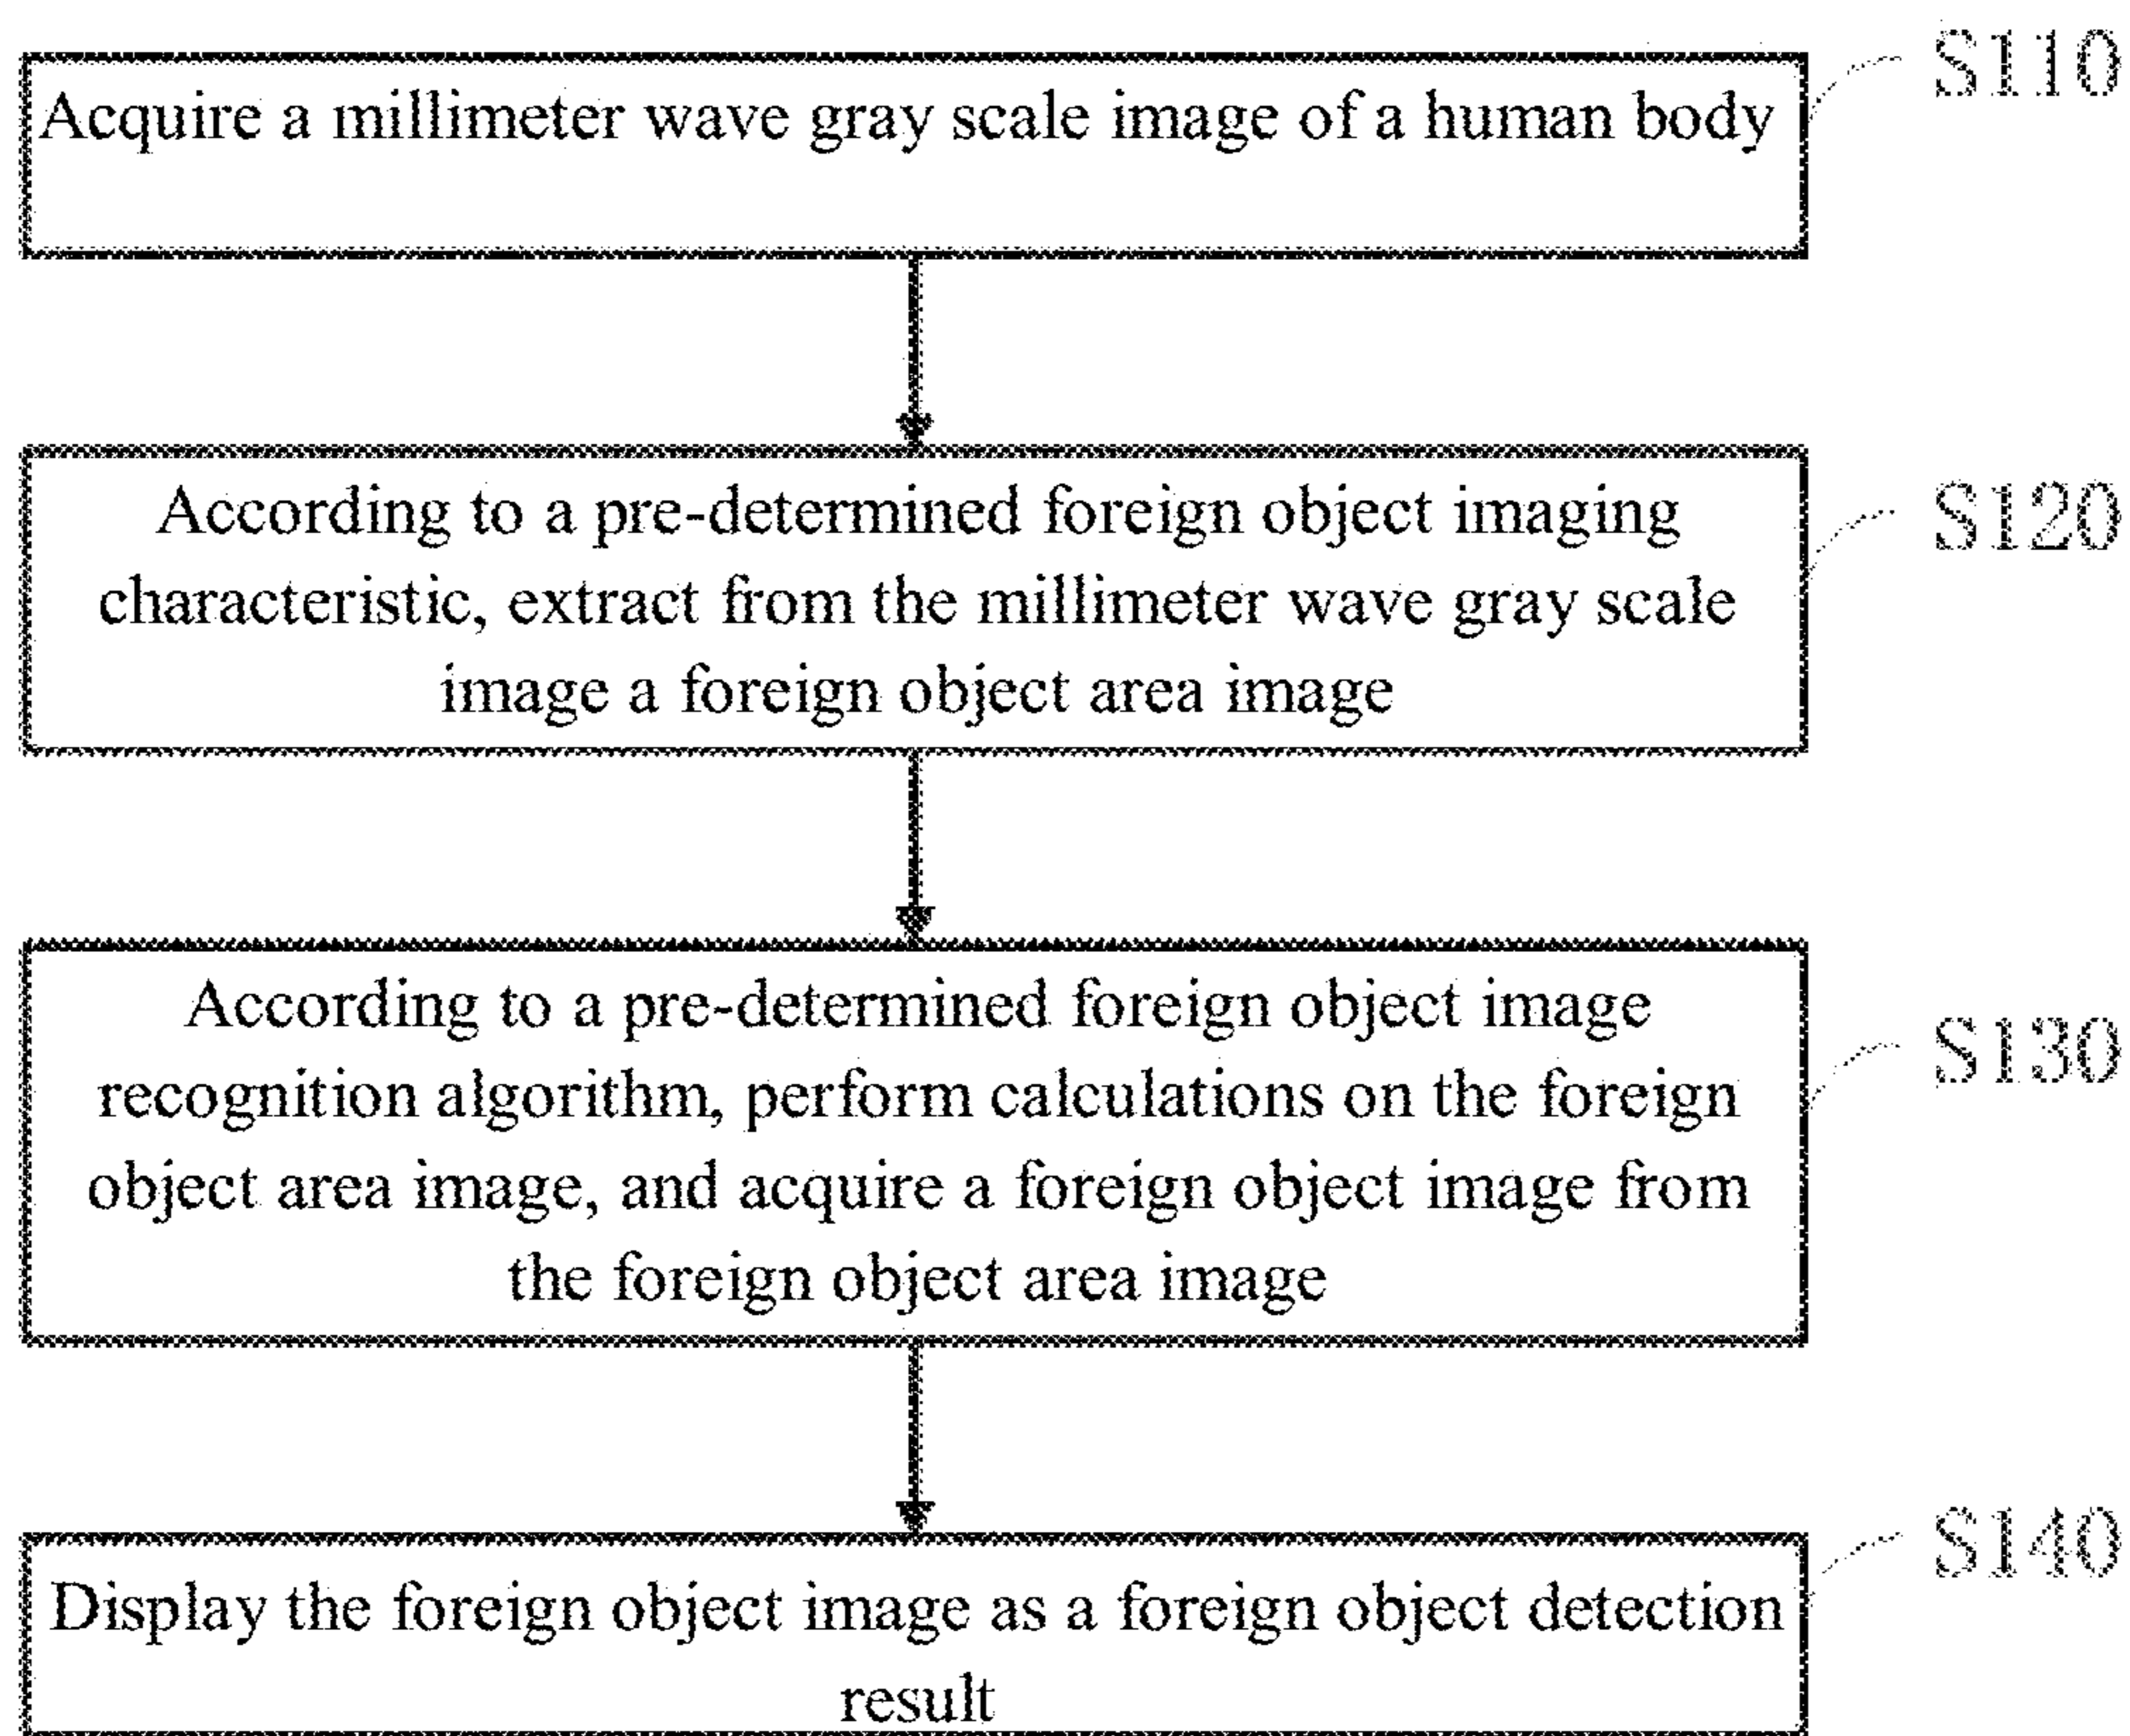 S110
Acquire a millimeter wave gray scale image of a human body
S120
According to a pre-determined foreign object imaging
characteristic, extract from the millimeter wave gray scale
image a foreign object area image
S130
According to a pre-determined foreign object image
recognition algorithm, perform calculations on the foreign
object area image, and acquire a foreign object image from
the foreign object area image
S140
Display the foreign object image as a foreign object detection
result